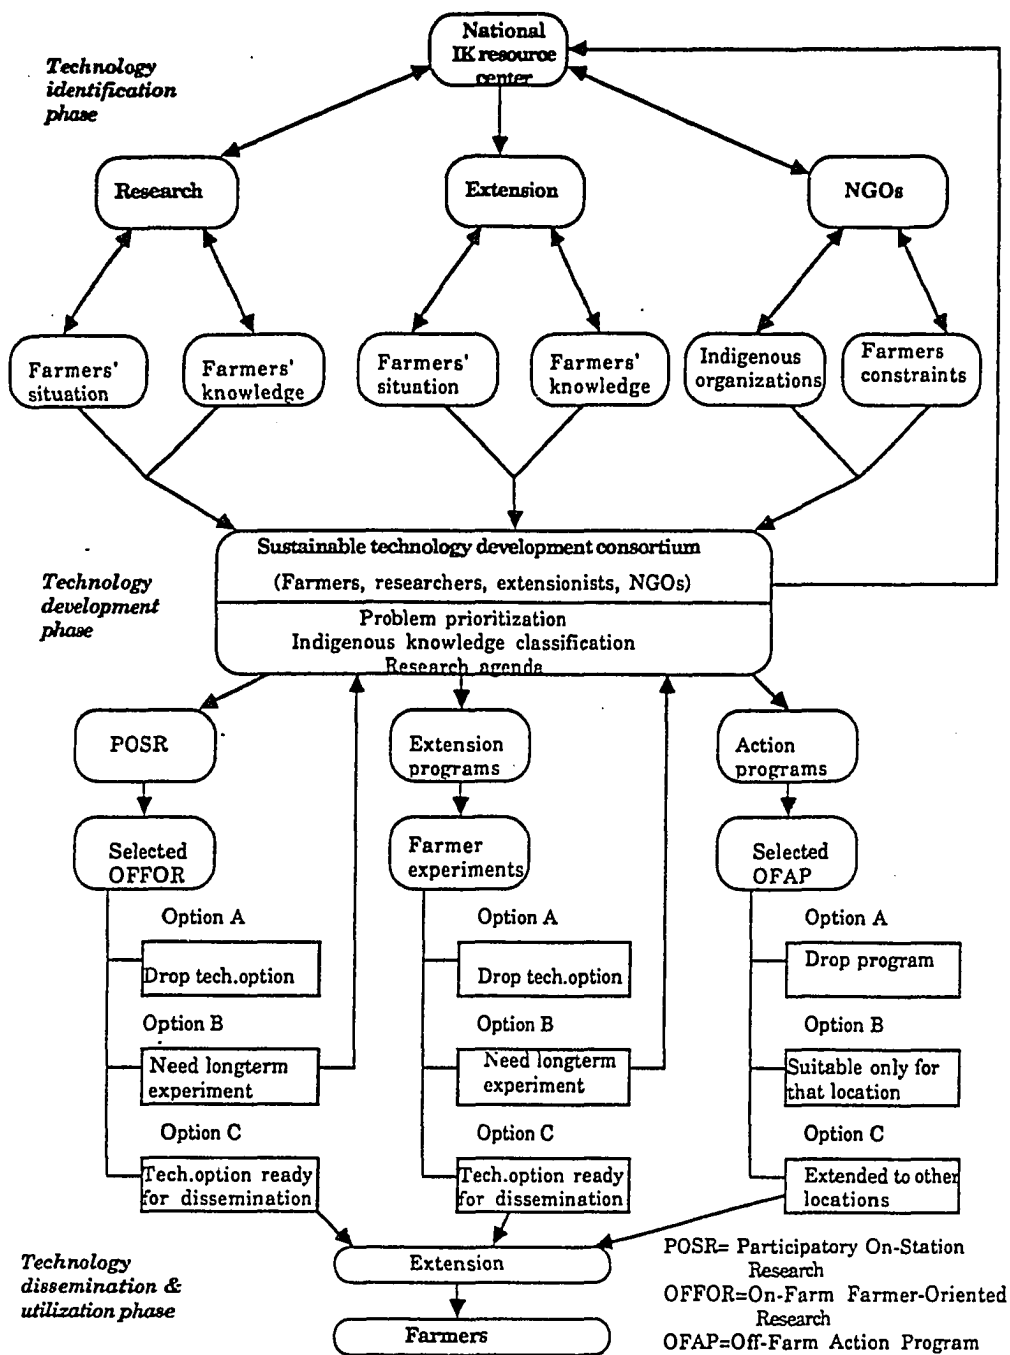 National
IK resource
center
Technology
identification
phase
Research
Extension
NGOs
Farmers'
situation
Farmers'
knowledge
Farmers'
situation
Farmers'
knowledge
Indigenous
organizations
Farmers
constraints
Sustainable technology development consortium
(Farmers, researchers, extensionists, NGOs)
Problem prioritization
Indigenous knowledge classification
Research agenda
Technology
development
phase
POSR
Extension
programs
Action
programs
Selected
OFFOR
Farmer
experiments
Selected
OFAP
Option A
Drop tech.option
Option B
Need longterm
experiment
Option C
Tech.option ready
for dissemination
Option A
Drop tech.option
Option B
Need longterm
experiment
Option C
Tech.option ready
for dissemination
Option A
Drop program
Option B
Suitable only for
that location
Option C
Extended to other
locations
Technology
dissemination &
utilization phase
Extension
Farmers
POSR= Participatory On-Station
Research
OFFOR=On-Farm Farmer-Oriented
Research
OFAP=Off-Farm Action Program